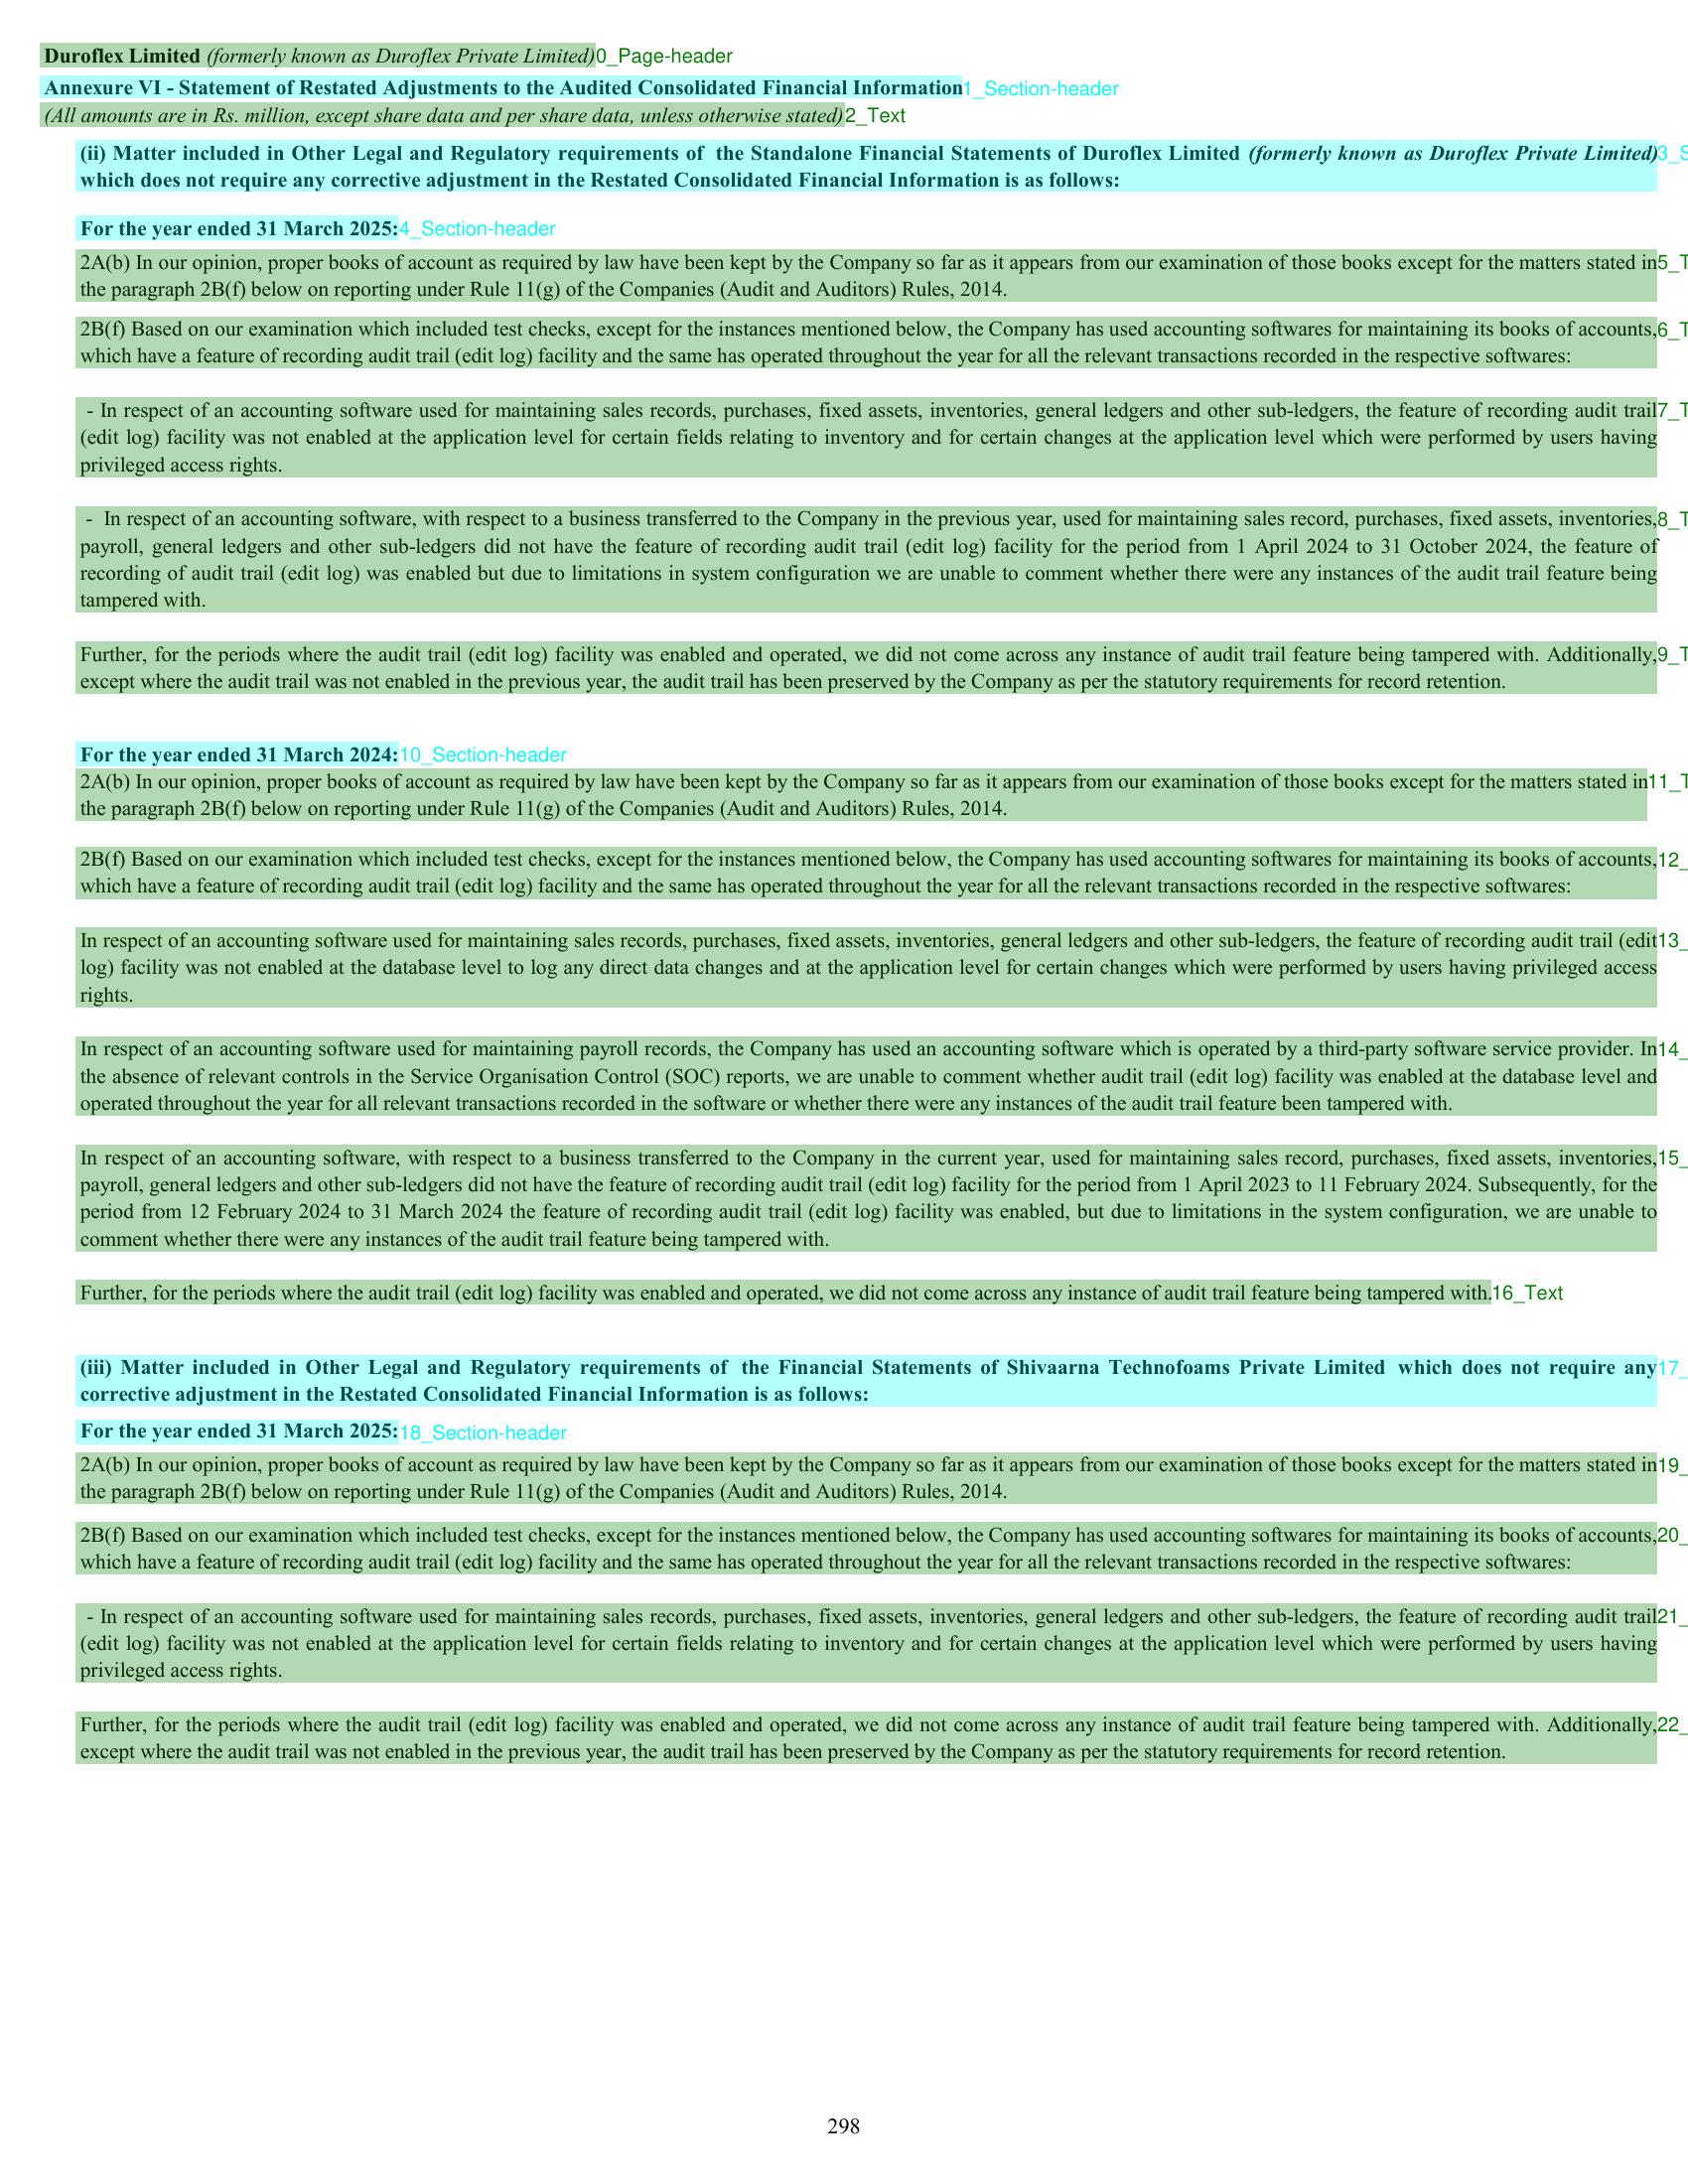 Duroflex Limited (formerly known as Duroflex Private Limited)0_Page-header
Annexure VI - Statement of Restated Adjustments to the Audited Consolidated Financial Information1_Section-header
(All amounts are in Rs. million, except share data and per share data, unless otherwise stated)2_Text
(ii) Matter included in Other Legal and Regulatory requirements of the Standalone Financial Statements of Duroflex Limited (formerly known as Duroflex Private Limited)3_S
which does not require any corrective adjustment in the Restated Consolidated Financial Information is as follows:
For the year ended 31 March 2025:4_Section-header
2A(b) In our opinion, proper books of account as required by law have been kept by the Company so far as it appears from our examination of those books except for the matters stated in5_T
the paragraph 2B(f) below on reporting under Rule 11(g) of the Companies (Audit and Auditors) Rules, 2014.
2B(f) Based on our examination which included test checks, except for the instances mentioned below, the Company has used accounting softwares for maintaining its books of accounts,6_T
which have a feature of recording audit trail (edit log) facility and the same has operated throughout the year for all the relevant transactions recorded in the respective softwares:
- In respect of an accounting software used for maintaining sales records, purchases, fixed assets, inventories, general ledgers and other sub-ledgers, the feature of recording audit trail7_T
(edit log) facility was not enabled at the application level for certain fields relating to inventory and for certain changes at the application level which were performed by users having
privileged access rights.
- In respect of an accounting software, with respect to a business transferred to the Company in the previous year, used for maintaining sales record, purchases, fixed assets, inventories,8_T
payroll, general ledgers and other sub-ledgers did not have the feature of recording audit trail (edit log) facility for the period from 1 April 2024 to 31 October 2024, the feature of
recording of audit trail (edit log) was enabled but due to limitations in system configuration we are unable to comment whether there were any instances of the audit trail feature being
tampered with.
Further, for the periods where the audit trail (edit log) facility was enabled and operated, we did not come across any instance of audit trail feature being tampered with. Additionally,9_T
except where the audit trail was not enabled in the previous year, the audit trail has been preserved by the Company as per the statutory requirements for record retention.
For the year ended 31 March 2024:10_Section-header
2A(b) In our opinion, proper books of account as required by law have been kept by the Company so far as it appears from our examination of those books except for the matters stated in11_T
the paragraph 2B(f) below on reporting under Rule 11(g) of the Companies (Audit and Auditors) Rules, 2014.
2B(f) Based on our examination which included test checks, except for the instances mentioned below, the Company has used accounting softwares for maintaining its books of accounts,12_
which have a feature of recording audit trail (edit log) facility and the same has operated throughout the year for all the relevant transactions recorded in the respective softwares:
In respect of an accounting software used for maintaining sales records, purchases, fixed assets, inventories, general ledgers and other sub-ledgers, the feature of recording audit trail (edit13_
log) facility was not enabled at the database level to log any direct data changes and at the application level for certain changes which were performed by users having privileged access
rights.
In respect of an accounting software used for maintaining payroll records, the Company has used an accounting software which is operated by a third-party software service provider. In14_
the absence of relevant controls in the Service Organisation Control (SOC) reports, we are unable to comment whether audit trail (edit log) facility was enabled at the database level and
operated throughout the year for all relevant transactions recorded in the software or whether there were any instances of the audit trail feature been tampered with.
In respect of an accounting software, with respect to a business transferred to the Company in the current year, used for maintaining sales record, purchases, fixed assets, inventories,15_
payroll, general ledgers and other sub-ledgers did not have the feature of recording audit trail (edit log) facility for the period from 1 April 2023 to 11 February 2024. Subsequently, for the
period from 12 February 2024 to 31 March 2024 the feature of recording audit trail (edit log) facility was enabled, but due to limitations in the system configuration, we are unable to
comment whether there were any instances of the audit trail feature being tampered with.
Further, for the periods where the audit trail (edit log) facility was enabled and operated, we did not come across any instance of audit trail feature being tampered with.16_Text
(iii) Matter included in Other Legal and Regulatory requirements of the Financial Statements of Shivaarna Technofoams Private Limited which does not require any17_
corrective adjustment in the Restated Consolidated Financial Information is as follows:
For the year ended 31 March 2025:18_Section-header
2A(b) In our opinion, proper books of account as required by law have been kept by the Company so far as it appears from our examination of those books except for the matters stated in19_
the paragraph 2B(f) below on reporting under Rule 11(g) of the Companies (Audit and Auditors) Rules, 2014.
2B(f) Based on our examination which included test checks, except for the instances mentioned below, the Company has used accounting softwares for maintaining its books of accounts,20_
which have a feature of recording audit trail (edit log) facility and the same has operated throughout the year for all the relevant transactions recorded in the respective softwares:
- In respect of an accounting software used for maintaining sales records, purchases, fixed assets, inventories, general ledgers and other sub-ledgers, the feature of recording audit trail21_
(edit log) facility was not enabled at the application level for certain fields relating to inventory and for certain changes at the application level which were performed by users having
privileged access rights.
Further, for the periods where the audit trail (edit log) facility was enabled and operated, we did not come across any instance of audit trail feature being tampered with. Additionally,22_
except where the audit trail was not enabled in the previous year, the audit trail has been preserved by the Company as per the statutory requirements for record retention.
298